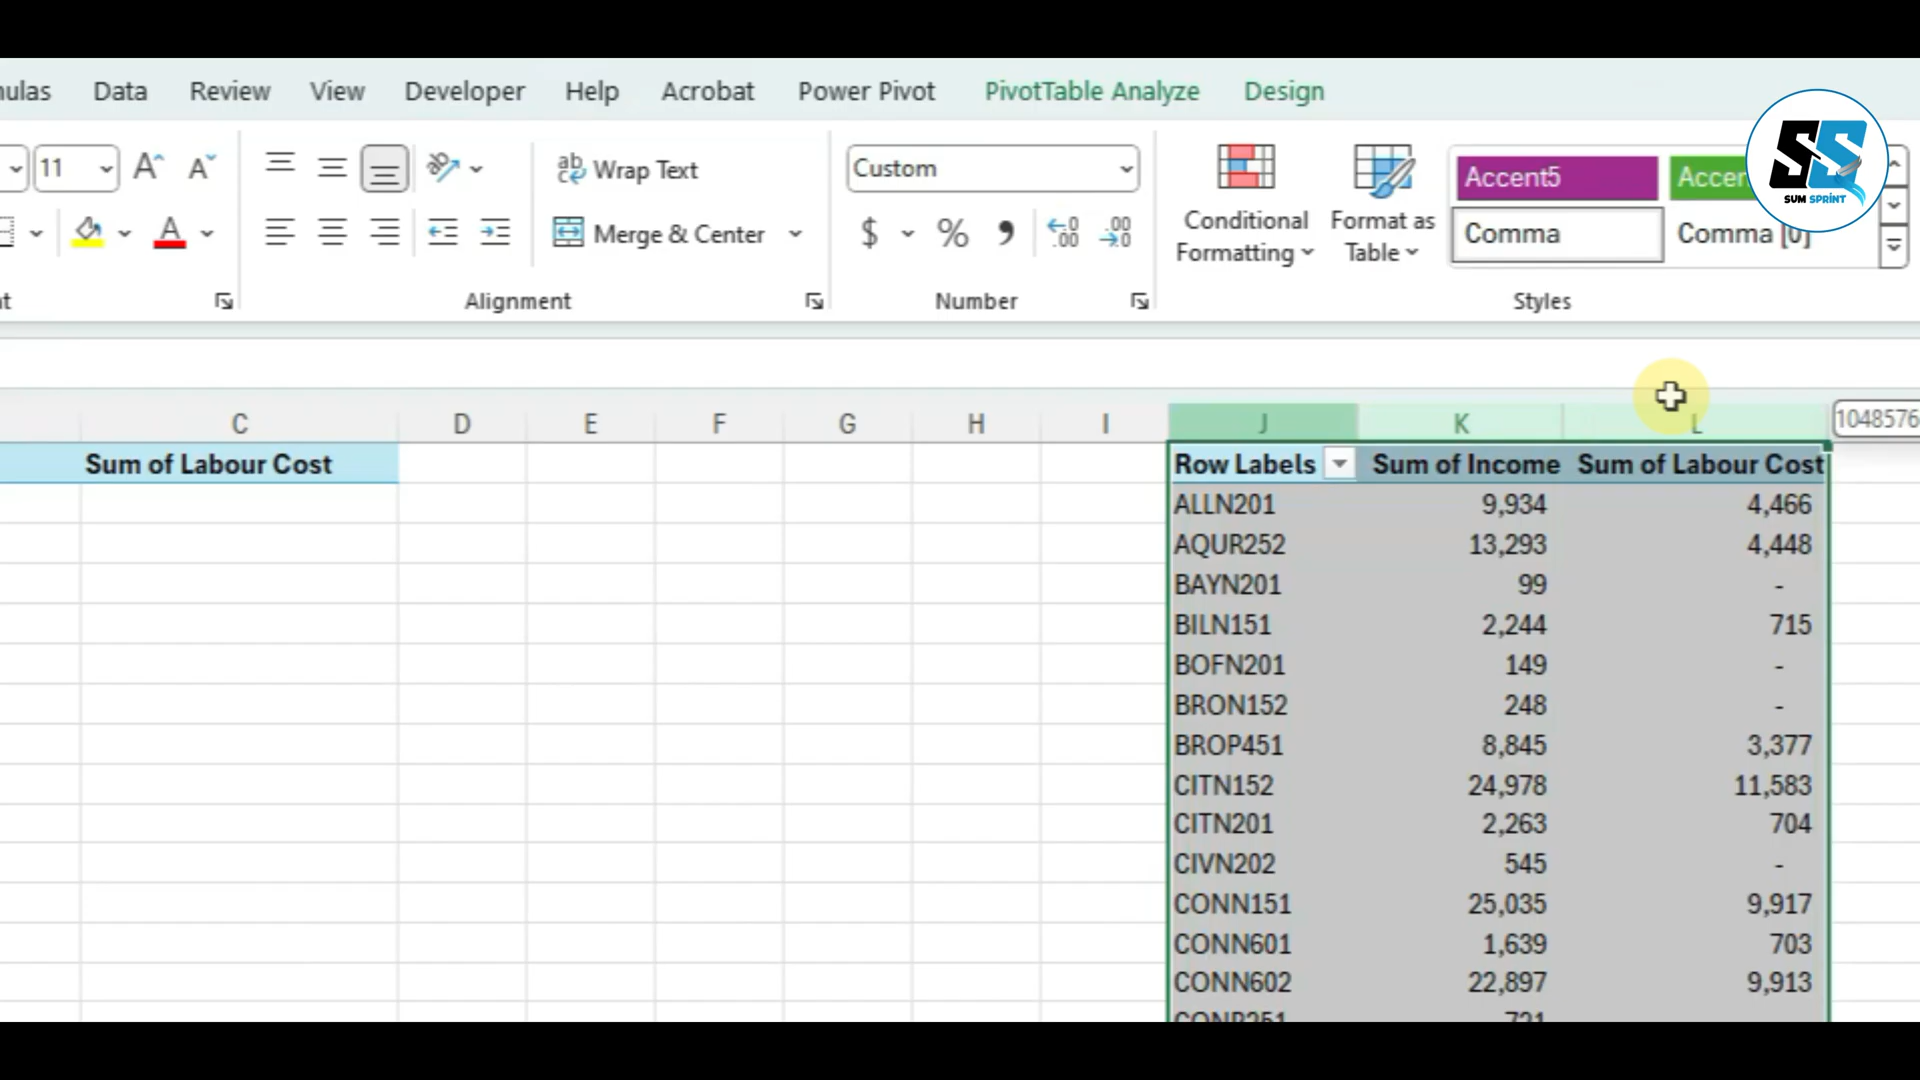 mulas Data Review View Developer Help Acrobat Power Pivot PivotTable Analyze Design
11 Wrap Text Custom Accent5 Accen
Merge & Center $ % Conditional Formatting Format as Table Comma Comma [0]
Alignment Number Styles
SUM SPRINT
C D E F G H I J K L 1048576
Sum of Labour Cost Row Labels Sum of Income Sum of Labour Cost
ALLN201 9,934 4,466
AQUR252 13,293 4,448
BAYN201 99 -
BILN151 2,244 715
BOFN201 149 -
BRON152 248 -
BROP451 8,845 3,377
CITN152 24,978 11,583
CITN201 2,263 704
CIVN202 545 -
CONN151 25,035 9,917
CONN601 1,639 703
CONN602 22,897 9,913